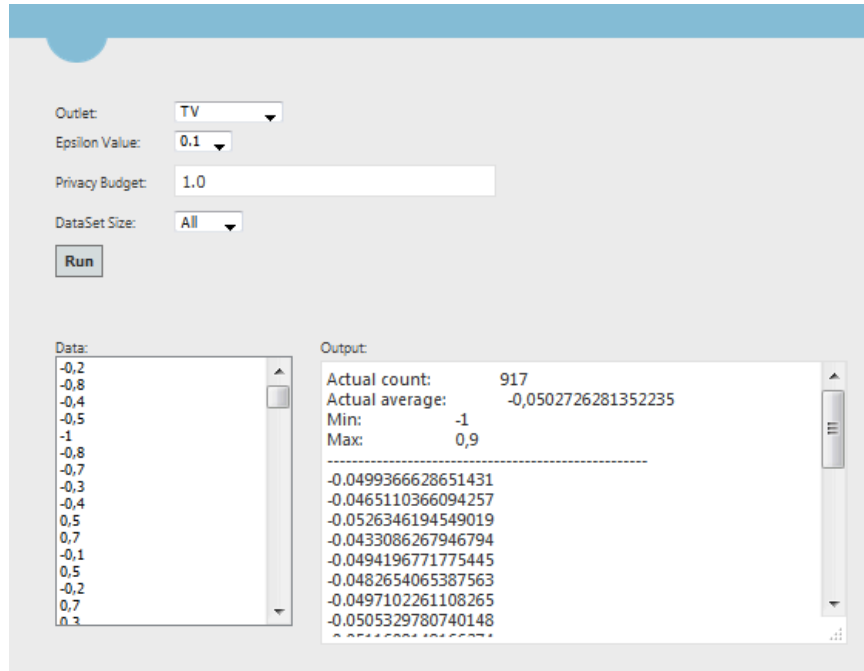 Outlet: TV
Epsilon Value: 0.1
Privacy Budget: 1.0
DataSet Size: All
Run
Data:
-0,2
-0,8
-0,4
-0,5
-1
-0,8
-0,7
-0,3
-0,4
0,5
0,7
-0,1
0,5
-0,2
0,7
0,3
Output:
Actual count: 917
Actual average: -0,0502726281352235
Min: -1
Max: 0,9
----------------------------------------------------
-0.0499366628651431
-0.0465110366094257
-0.0526346194549019
-0.0433086267946794
-0.0494196771775445
-0.0482654065387563
-0.0497102261108265
-0.0505329780740148